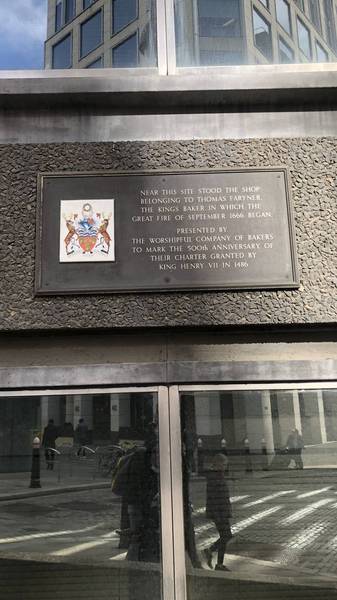 NEAR THIS SITE STOOD THE SHOP
BELONGING TO THOMAS FARYNER,
THE KING'S BAKER IN WHICH THE
GREAT FIRE OF SEPTEMBER 1666 BEGAN.
PRESENTED BY
THE WORSHIPFUL COMPANY OF BAKERS
TO MARK THE 500th ANNIVERSARY OF
THEIR CHARTER GRANTED BY
KING HENRY VII IN 1486